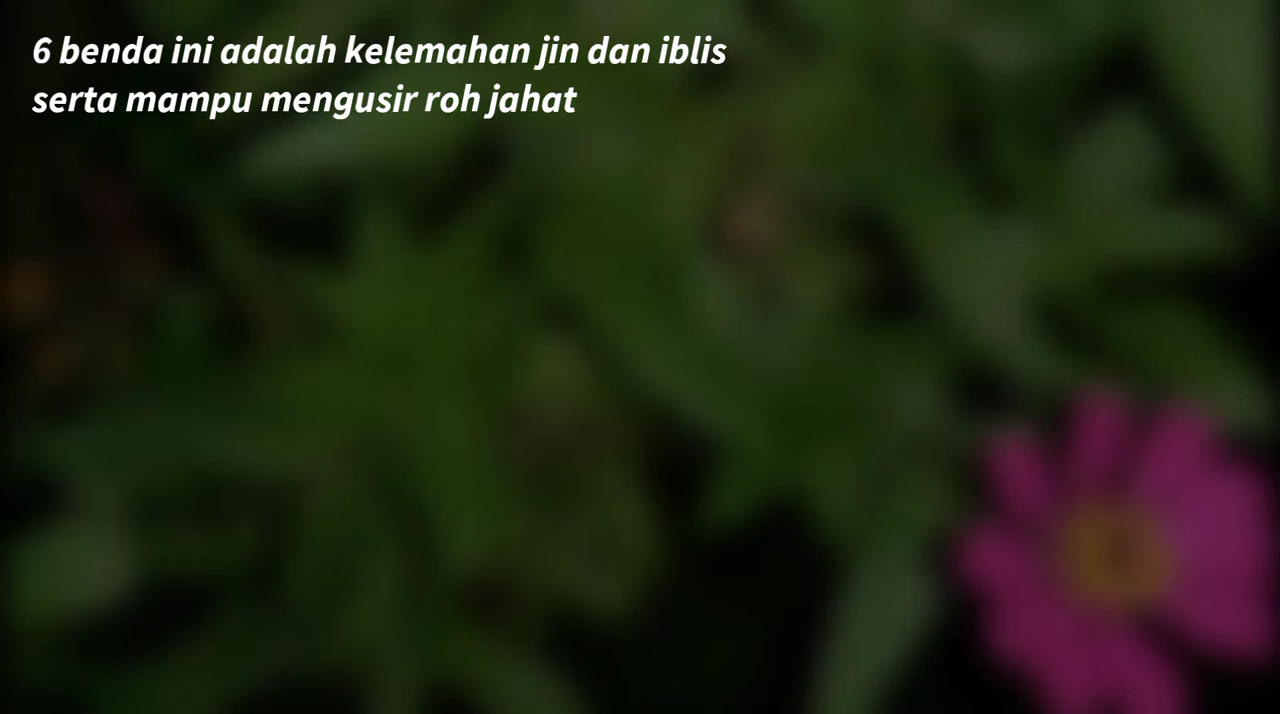 6 benda ini adalah kelemahan jin dan iblis
serta mampu mengusir roh jahat